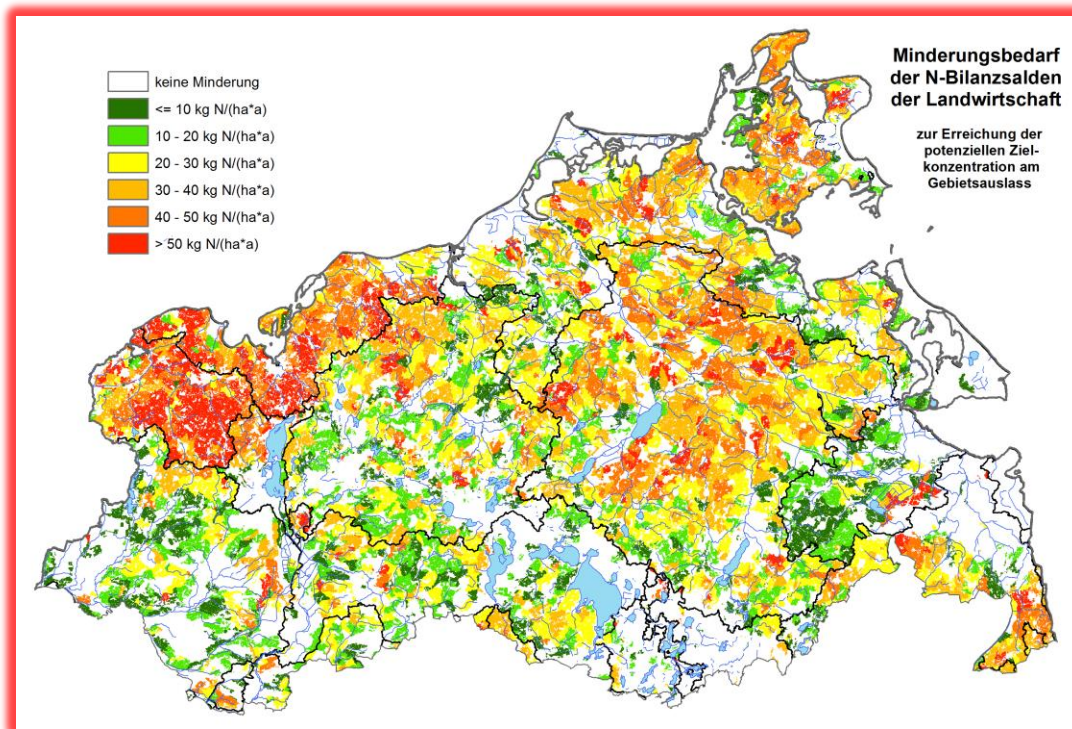 Minderungsbedarf
der N-Bilanzsalden
der Landwirtschaft
zur Erreichung der
potenziellen Ziel-
konzentration am
Gebietsauslass
keine Minderung
<= 10 kg N/(ha*a)
10 - 20 kg N/(ha*a)
20 - 30 kg N/(ha*a)
30 - 40 kg N/(ha*a)
40 - 50 kg N/(ha*a)
> 50 kg N/(ha*a)